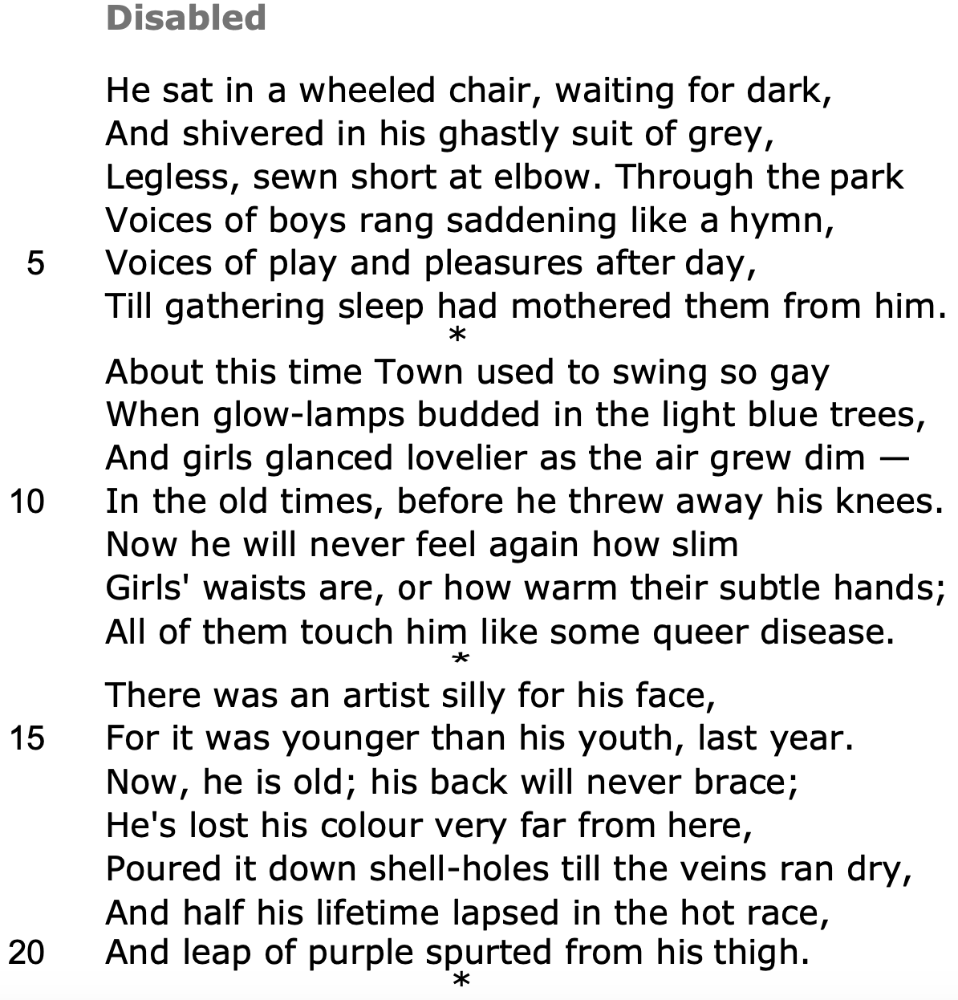 Disabled
He sat in a wheeled chair, waiting for dark,
And shivered in his ghastly suit of grey,
Legless, sewn short at elbow. Through the park
Voices of boys rang saddening like a hymn,
5 Voices of play and pleasures after day,
Till gathering sleep had mothered them from him.
*
About this time Town used to swing so gay
When glow-lamps budded in the light blue trees,
And girls glanced lovelier as the air grew dim —
10 In the old times, before he threw away his knees.
Now he will never feel again how slim
Girls' waists are, or how warm their subtle hands;
All of them touch him like some queer disease.
*
There was an artist silly for his face,
15 For it was younger than his youth, last year.
Now, he is old; his back will never brace;
He's lost his colour very far from here,
Poured it down shell-holes till the veins ran dry,
And half his lifetime lapsed in the hot race,
20 And leap of purple spurted from his thigh.
*